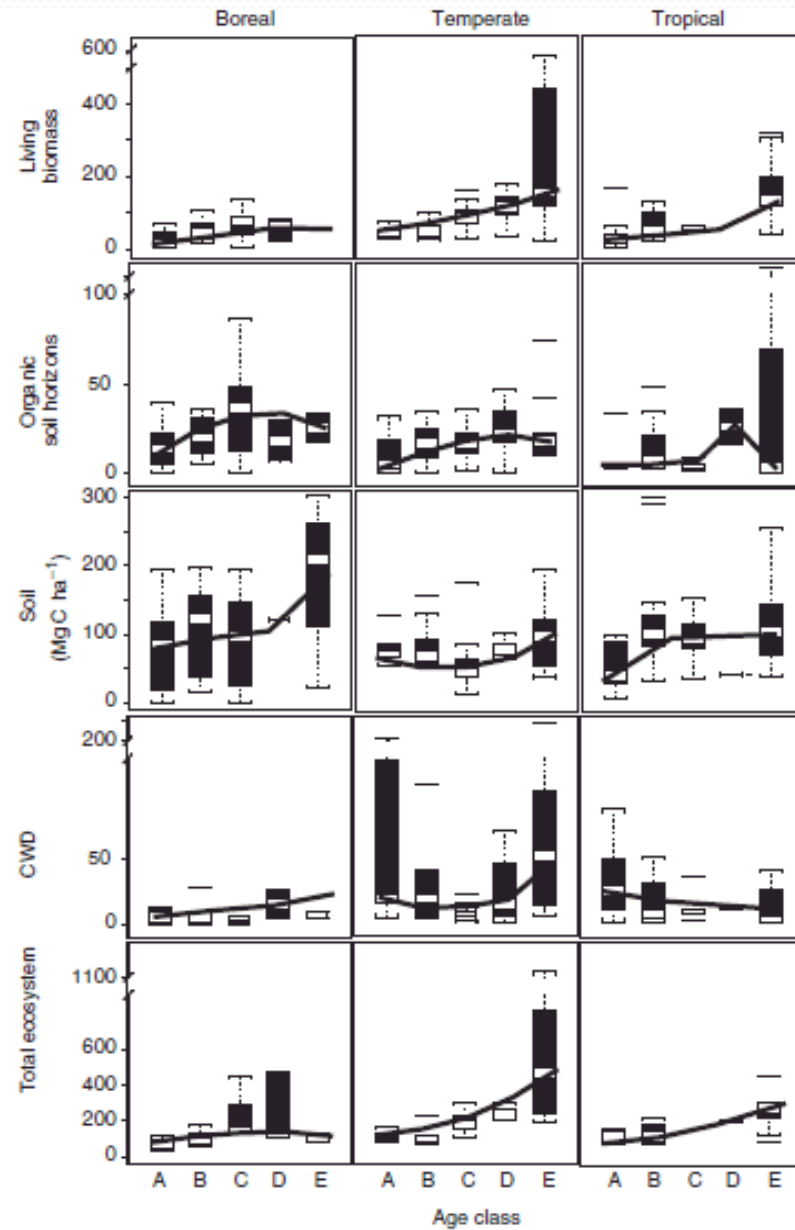 Boreal Temperate Tropical
Living biomass
600
400
200
0
Organic soil horizons
100
50
0
Soil (MgC ha⁻¹)
300
200
100
0
CWD
200
50
0
Total ecosystem
1100
600
400
200
0
A B C D E A B C D E A B C D E
Age class